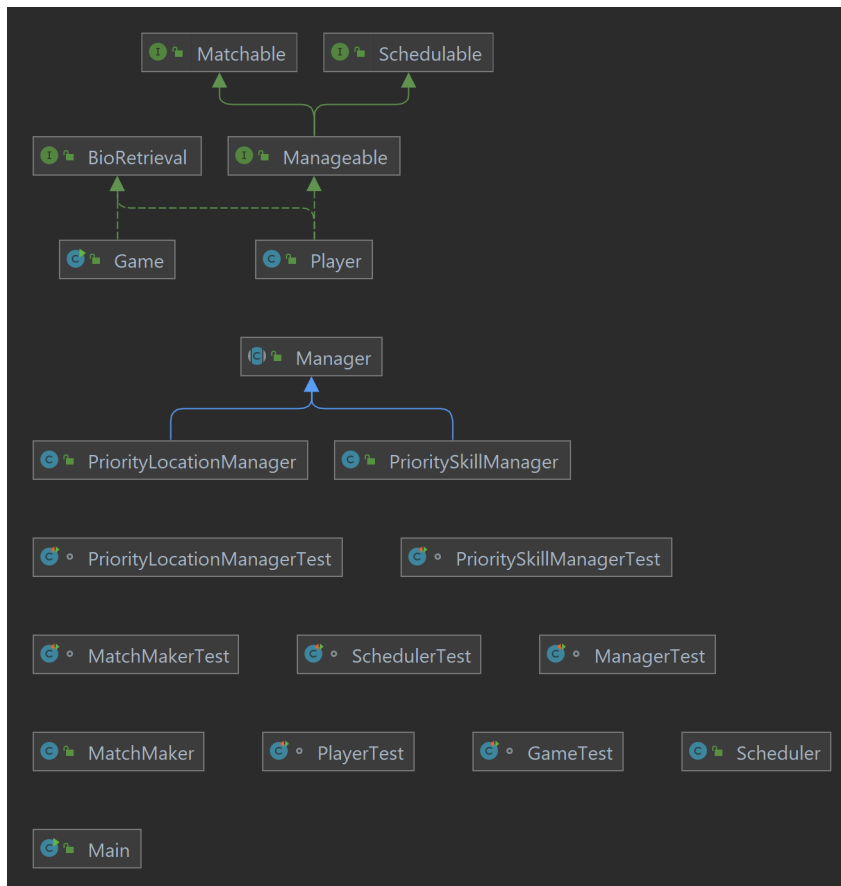 Matchable Schedulable
BioRetrieval Manageable
Game Player
Manager
PriorityLocationManager PrioritySkillManager
PriorityLocationManagerTest PrioritySkillManagerTest
MatchMakerTest SchedulerTest ManagerTest
MatchMaker PlayerTest GameTest Scheduler
Main